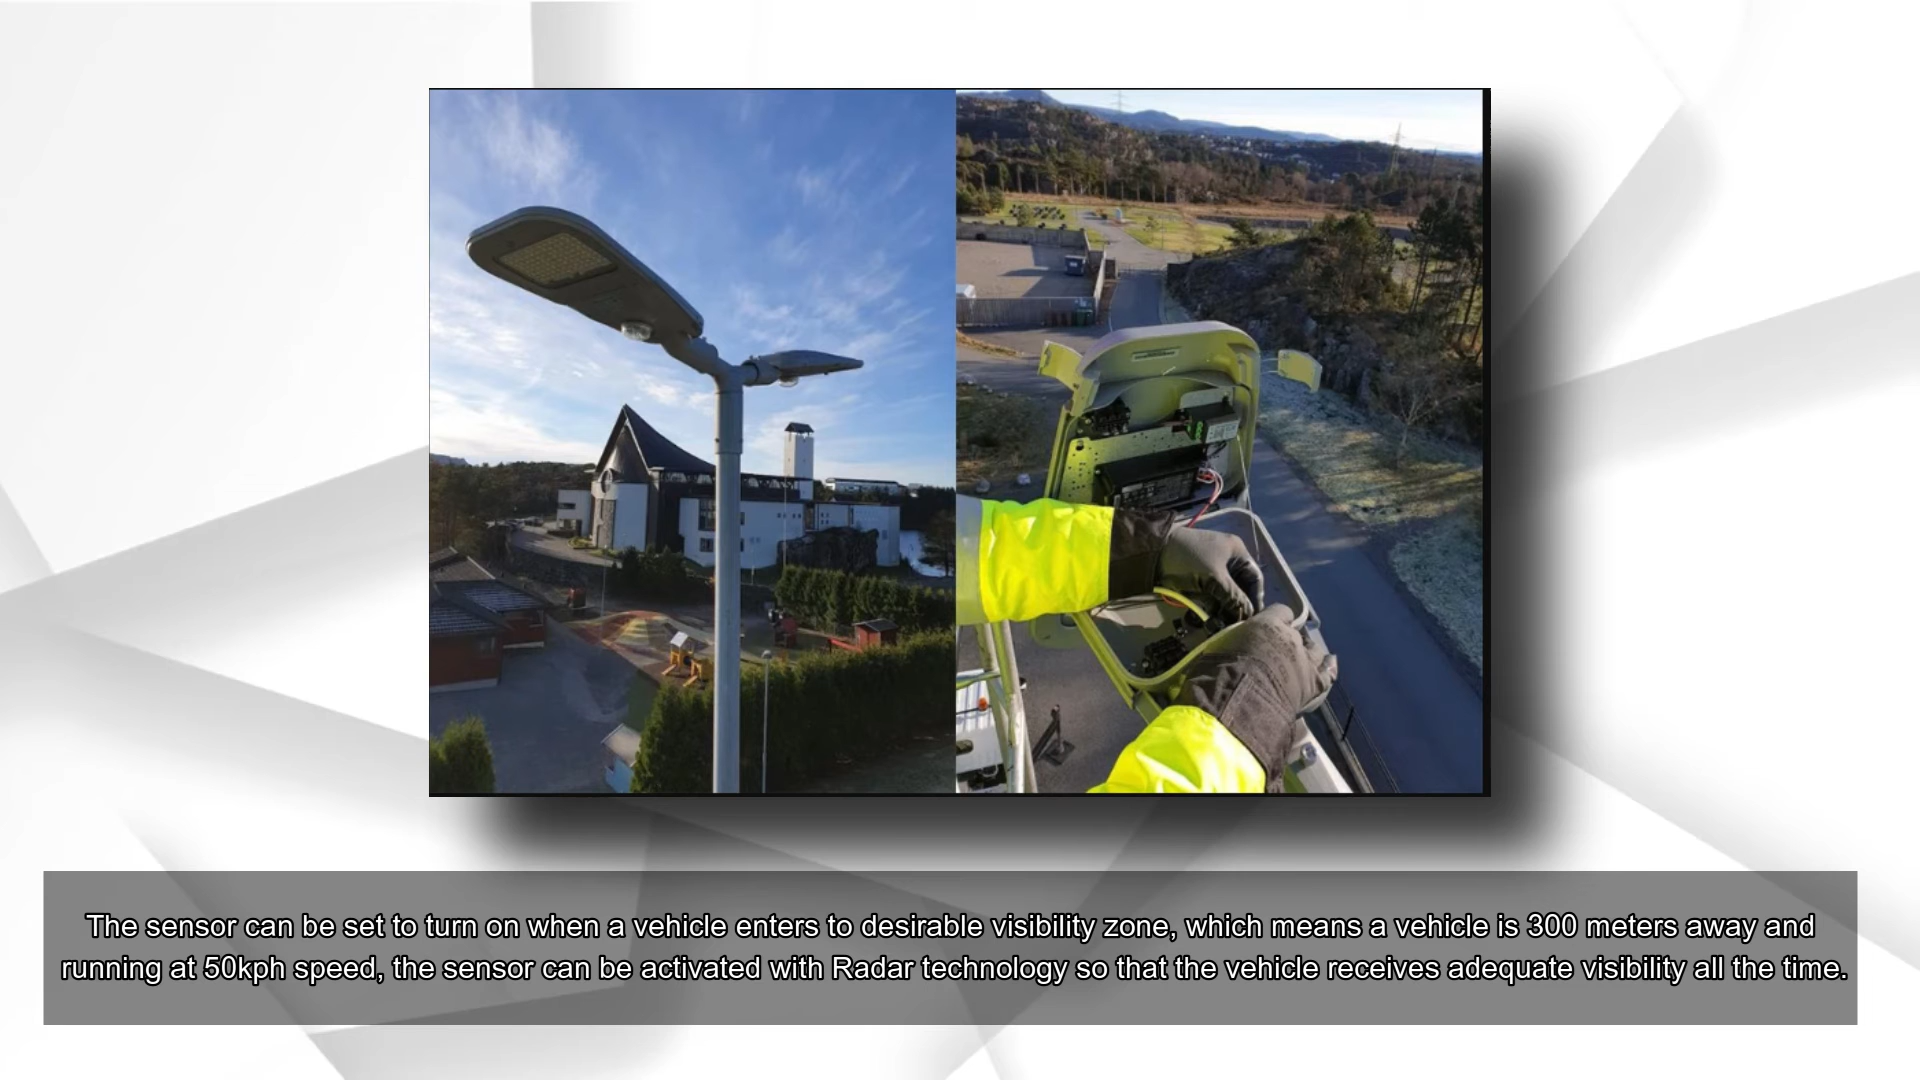 The sensor can be set to turn on when a vehicle enters to desirable visibility zone, which means a vehicle is 300 meters away and
running at 50kph speed, the sensor can be activated with Radar technology so that the vehicle receives adequate visibility all the time.